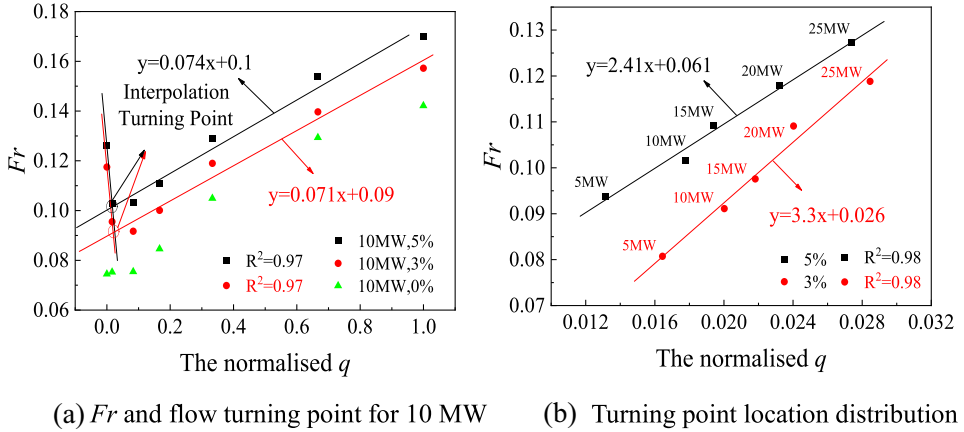 0.18
0.16
0.14
0.12
0.10
0.08
0.06
Fr
y=0.074x+0.1
Interpolation
Turning Point
y=0.071x+0.09
R²=0.97
R²=0.97
10MW,5%
10MW,3%
10MW,0%
0.0 0.2 0.4 0.6 0.8 1.0
The normalised q
(a) Fr and flow turning point for 10 MW
0.13
0.12
0.11
0.10
0.09
0.08
0.07
Fr
25MW
y=2.41x+0.061
20MW
25MW
15MW
10MW
20MW
5MW
15MW
10MW
y=3.3x+0.026
5MW
5% R²=0.98
3% R²=0.98
0.012 0.016 0.020 0.024 0.028 0.032
The normalised q
(b) Turning point location distribution